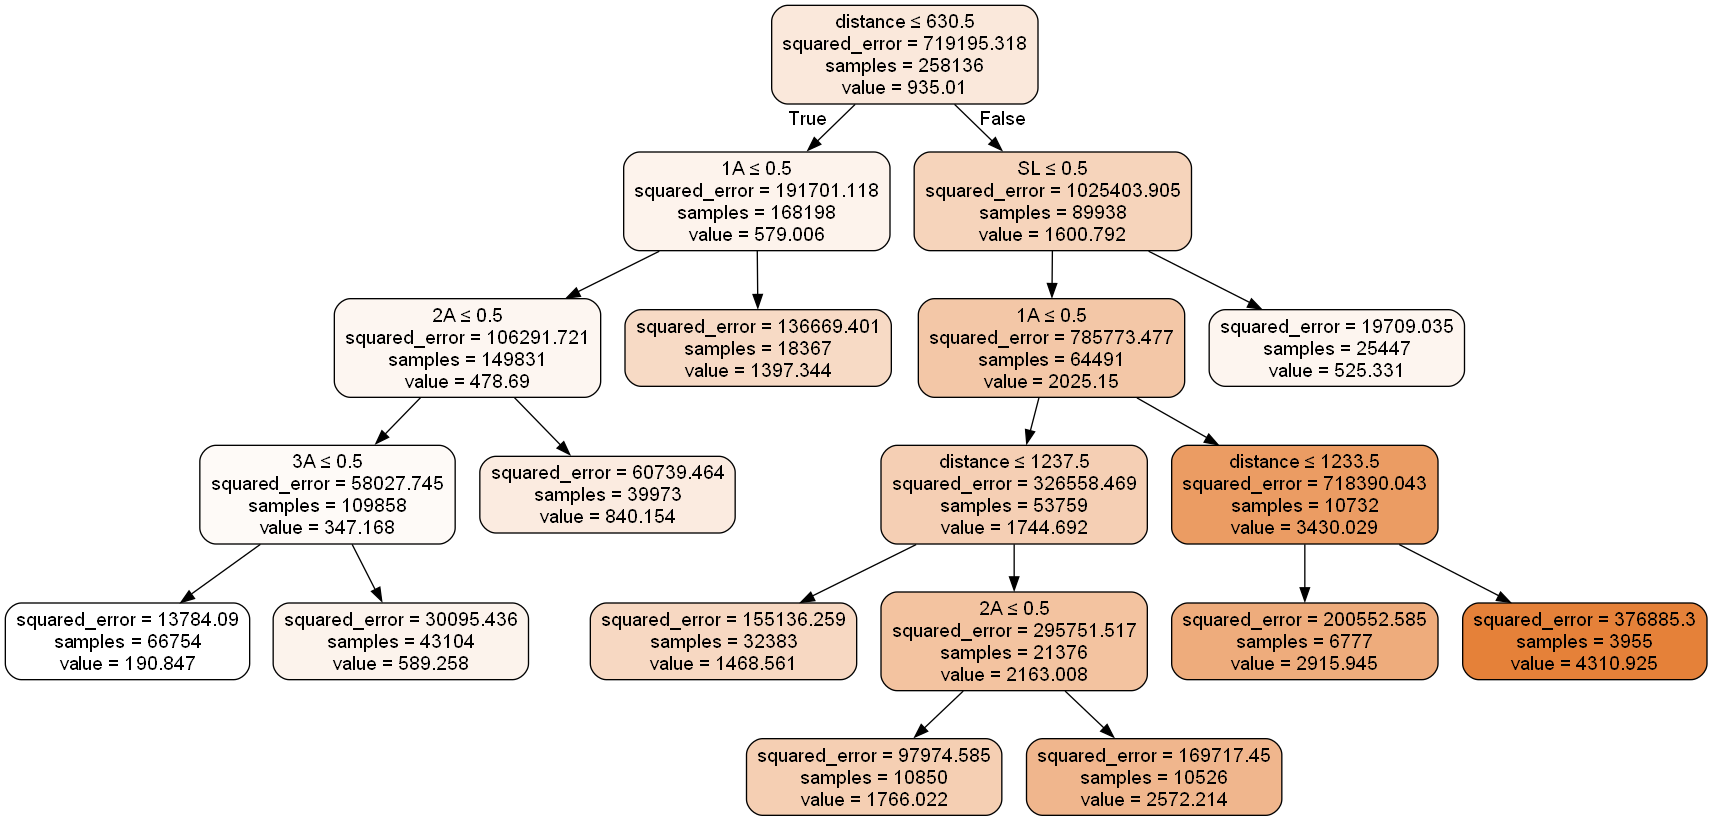 distance ≤ 630.5
squared_error = 719195.318
samples = 258136
value = 935.01
True
False
1A ≤ 0.5
squared_error = 191701.118
samples = 168198
value = 579.006
SL ≤ 0.5
squared_error = 1025403.905
samples = 89938
value = 1600.792
2A ≤ 0.5
squared_error = 106291.721
samples = 149831
value = 478.69
squared_error = 136669.401
samples = 18367
value = 1397.344
1A ≤ 0.5
squared_error = 785773.477
samples = 64491
value = 2025.15
squared_error = 19709.035
samples = 25447
value = 525.331
3A ≤ 0.5
squared_error = 58027.745
samples = 109858
value = 347.168
squared_error = 60739.464
samples = 39973
value = 840.154
distance ≤ 1237.5
squared_error = 326558.469
samples = 53759
value = 1744.692
distance ≤ 1233.5
squared_error = 718390.043
samples = 10732
value = 3430.029
squared_error = 13784.09
samples = 66754
value = 190.847
squared_error = 30095.436
samples = 43104
value = 589.258
squared_error = 155136.259
samples = 32383
value = 1468.561
2A ≤ 0.5
squared_error = 295751.517
samples = 21376
value = 2163.008
squared_error = 200552.585
samples = 6777
value = 2915.945
squared_error = 376885.3
samples = 3955
value = 4310.925
squared_error = 97974.585
samples = 10850
value = 1766.022
squared_error = 169717.45
samples = 10526
value = 2572.214